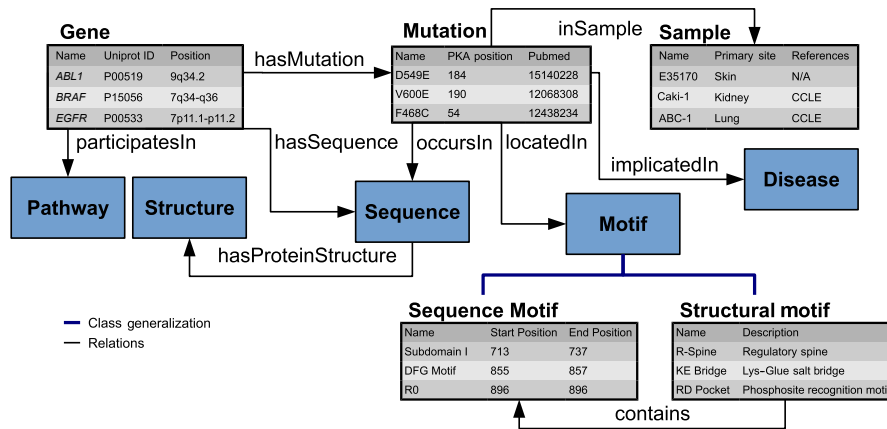 Gene
Name Uniprot ID Position
ABL1 P00519 9q34.2
BRAF P15056 7q34-q36
EGFR P00533 7p11.1-p11.2
hasMutation
Mutation
Name PKA position Pubmed
D549E 184 15140228
V600E 190 12068308
F468C 54 12438234
inSample
Sample
Name Primary site References
E35170 Skin N/A
Caki-1 Kidney CCLE
ABC-1 Lung CCLE
participatesIn
hasSequence
occursIn
locatedIn
implicatedIn
Pathway
Structure
Sequence
Motif
Disease
hasProteinStructure
Class generalization
Relations
Sequence Motif
Name Start Position End Position
Subdomain I 713 737
DFG Motif 855 857
R0 896 896
Structural motif
Name Description
R-Spine Regulatory spine
KE Bridge Lys-Glue salt bridge
RD Pocket Phosphosite recognition moti
contains